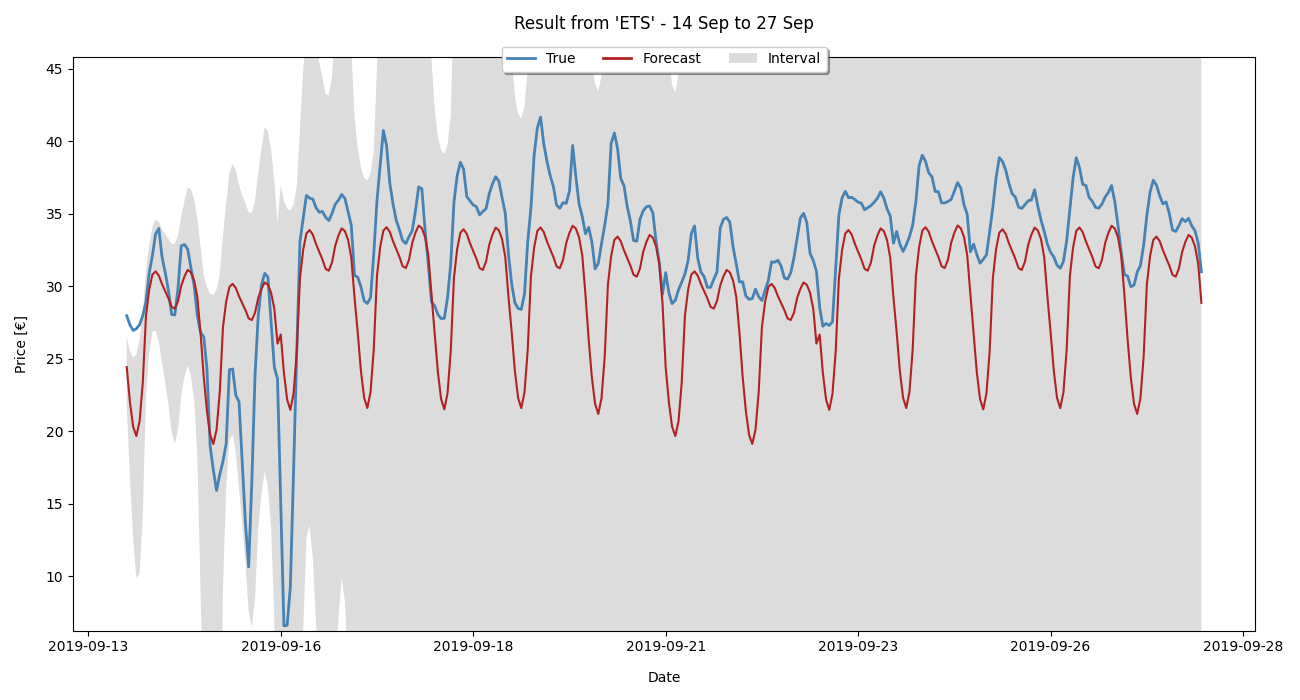 Result from 'ETS' - 14 Sep to 27 Sep
True Forecast Interval
45
40
35
30
25
20
15
10
Price [€]
2019-09-13 2019-09-16 2019-09-18 2019-09-21 2019-09-23 2019-09-26 2019-09-28
Date